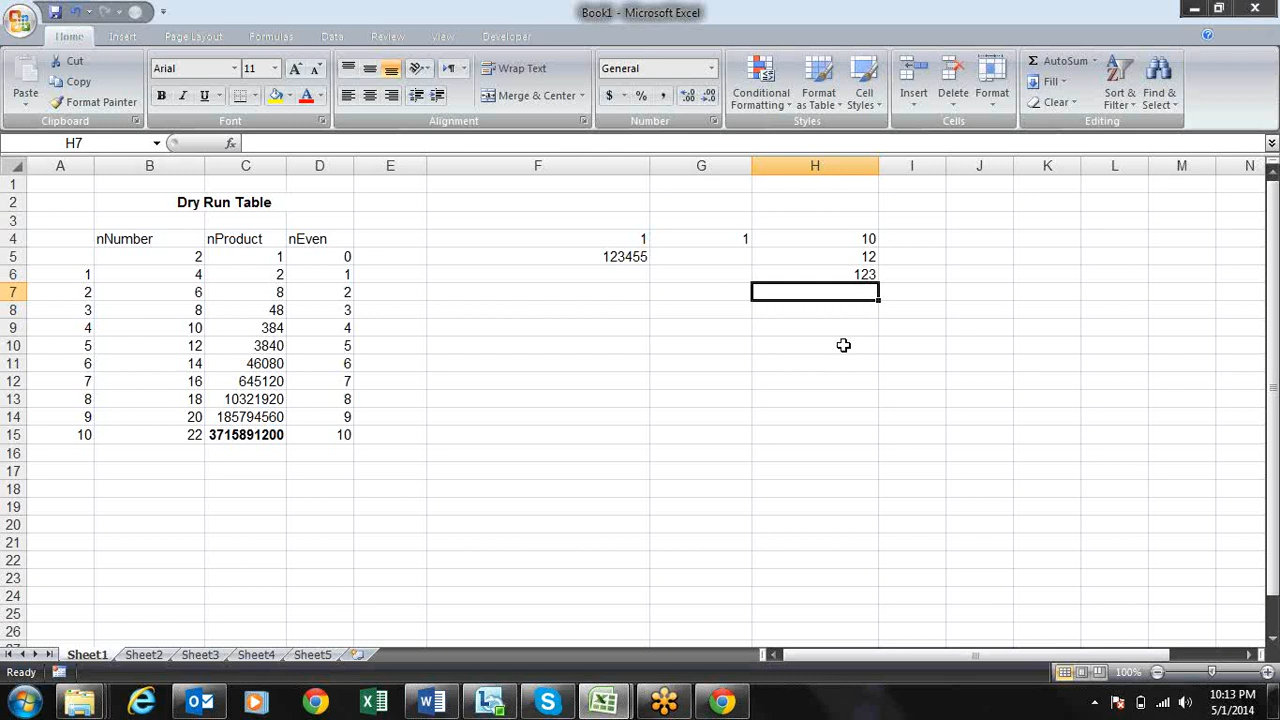 Book1 - Microsoft Excel
Home Insert Page Layout Formulas Data Review View Developer
Paste Cut Copy Format Painter Clipboard
Arial 11 Font
Wrap Text Merge & Center Alignment
General $ % , Number
Conditional Formatting Format as Table Cell Styles Styles
Insert Delete Format Cells
Σ AutoSum Fill Clear Sort & Filter Find & Select Editing
H7 fx
A B C D E F G H I J K L M N
1
2 Dry Run Table
3
4 nNumber nProduct nEven 1 1 10
5 2 1 0 123455 12
6 1 4 2 1 123
7 2 6 8 2
8 3 8 48 3
9 4 10 384 4
10 5 12 3840 5
11 6 14 46080 6
12 7 16 645120 7
13 8 18 10321920 8
14 9 20 185794560 9
15 10 22 3715891200 10
16
17
18
19
20
21
22
23
24
25
26
Sheet1 Sheet2 Sheet3 Sheet4 Sheet5
Ready 100%
10:13 PM
5/1/2014